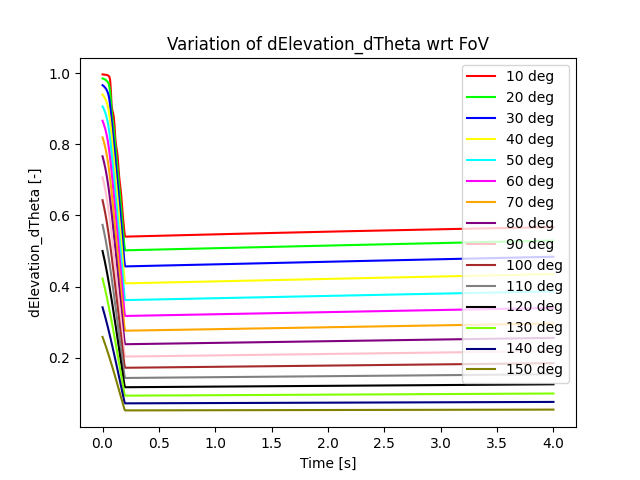 Variation of dElevation_dTheta wrt FoV
dElevation_dTheta [-]
1.0
0.8
0.6
0.4
0.2
10 deg
20 deg
30 deg
40 deg
50 deg
60 deg
70 deg
80 deg
90 deg
100 deg
110 deg
120 deg
130 deg
140 deg
150 deg
0.0 0.5 1.0 1.5 2.0 2.5 3.0 3.5 4.0
Time [s]